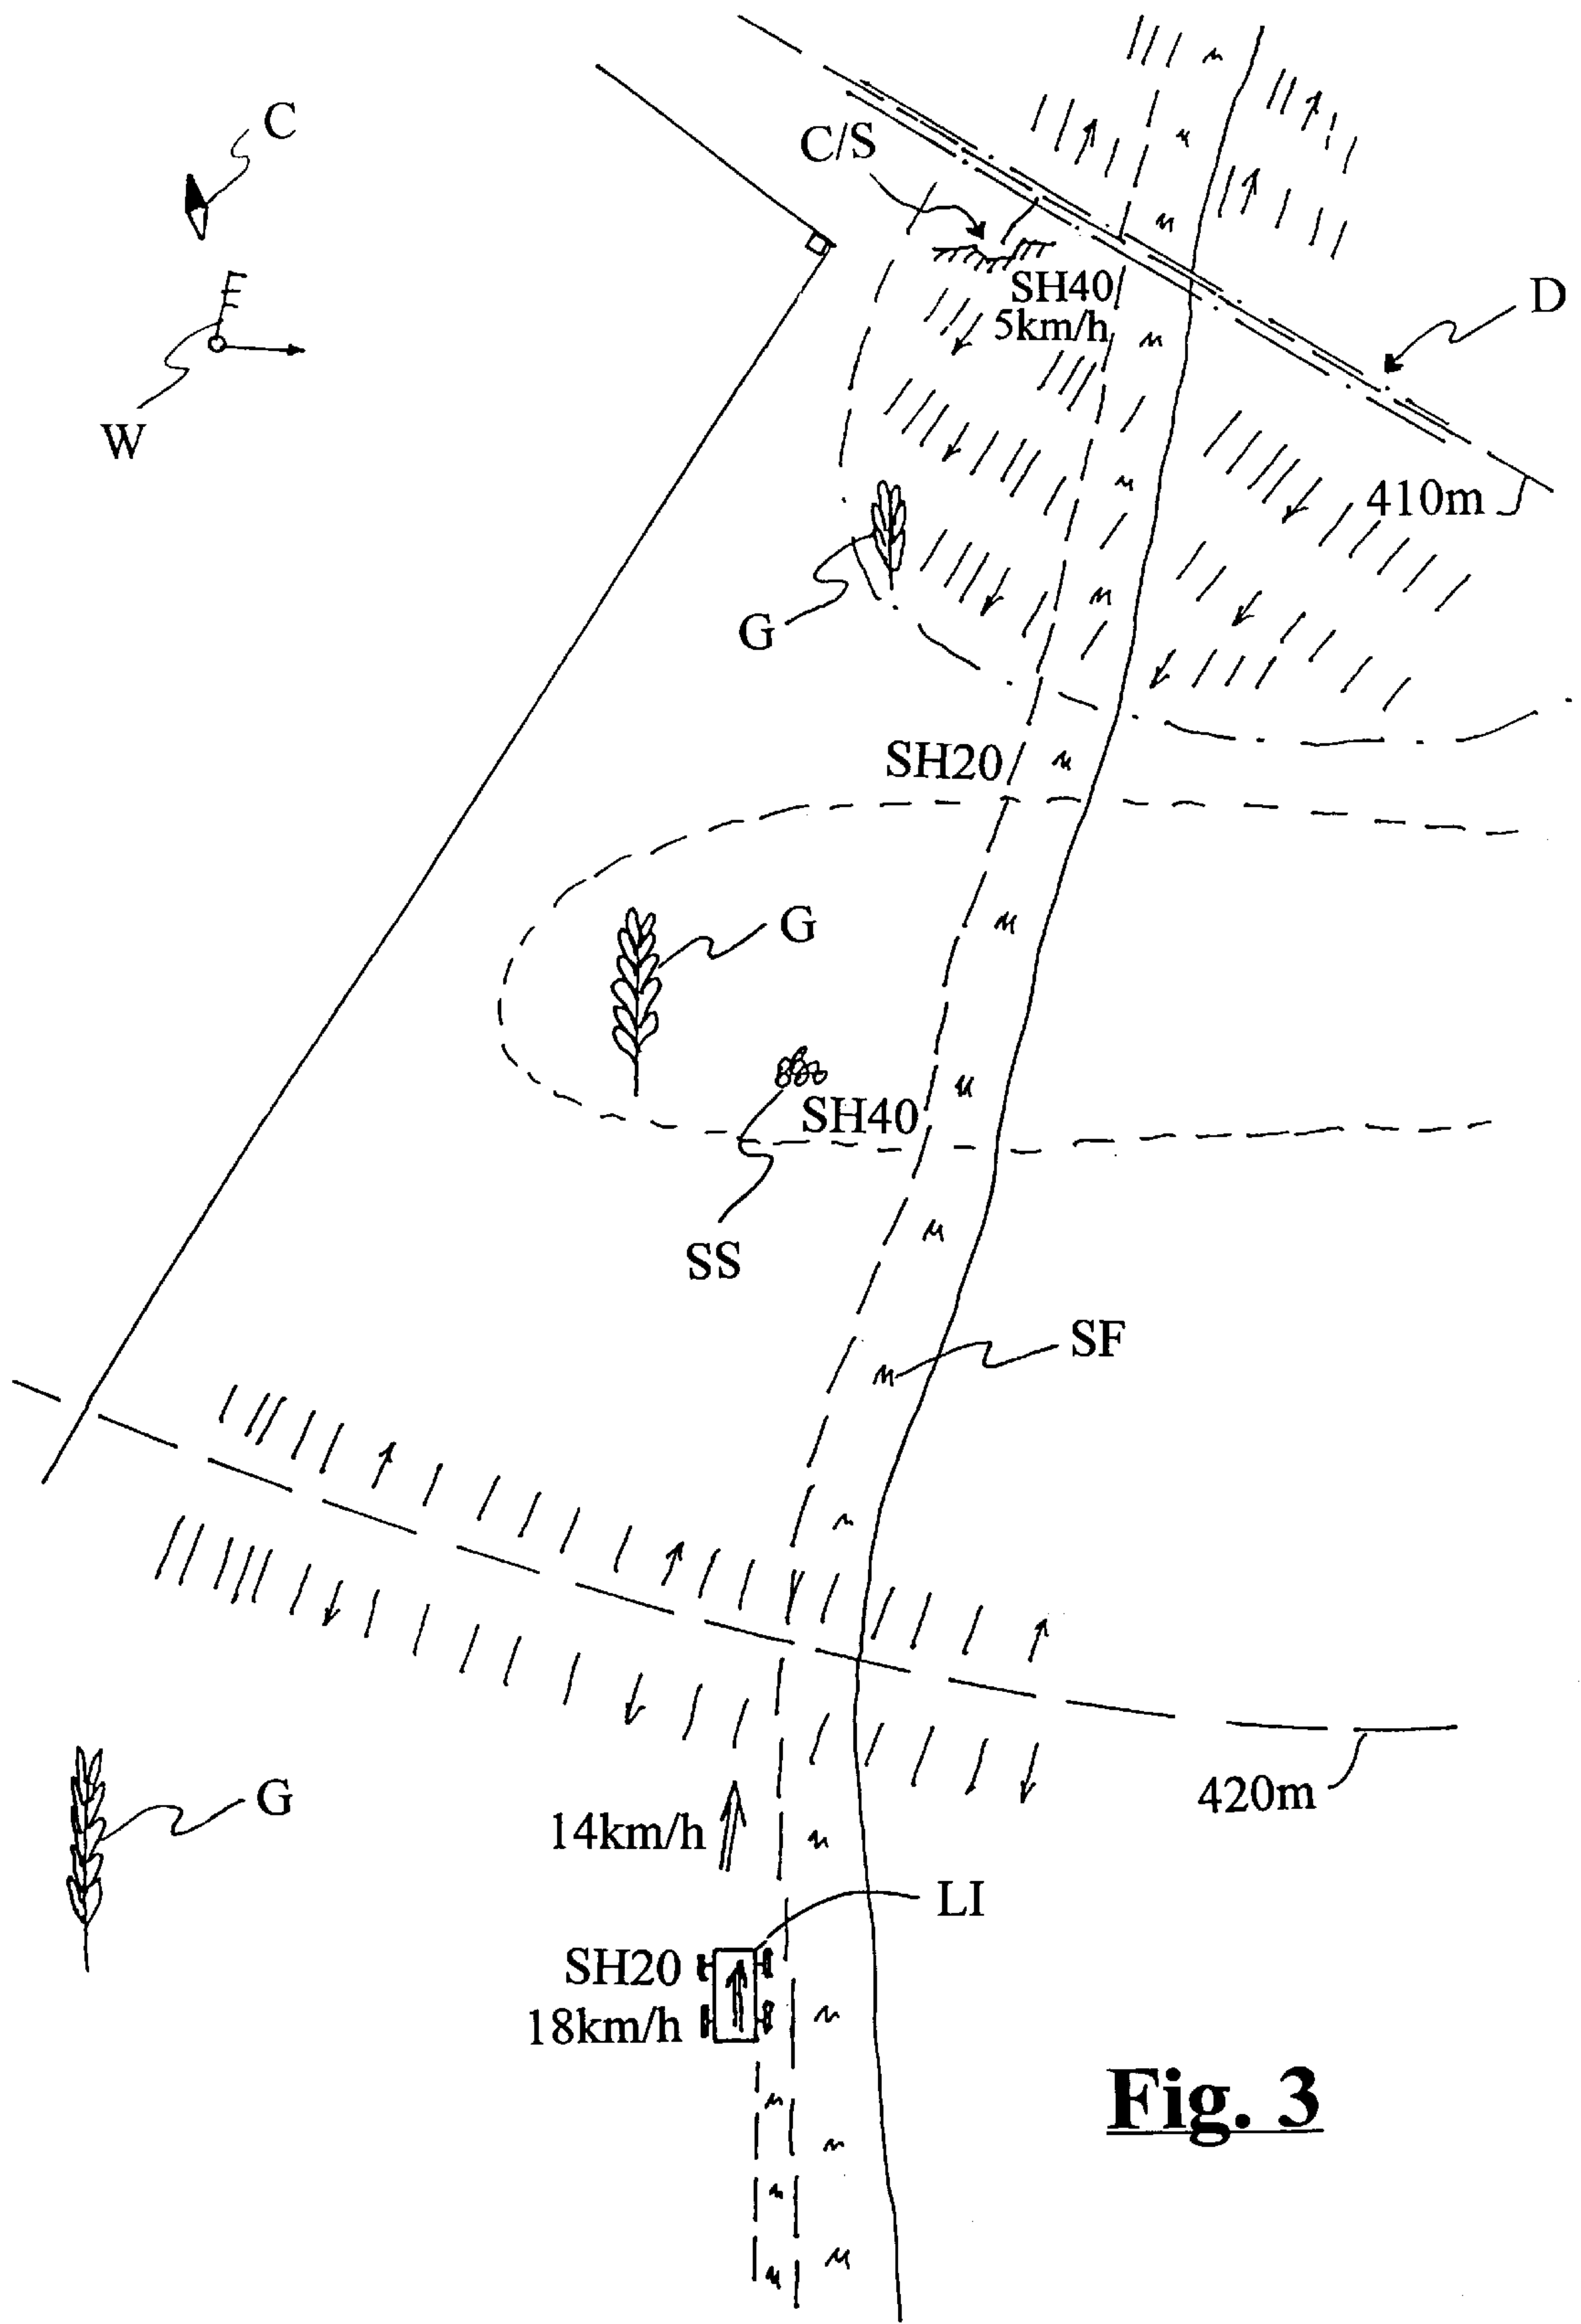 C
C/S
SH40
5km/h
D
W
410m
G
SH20
G
SH40
SS
SF
420m
G
14km/h
LI
SH20
18km/h
Fig. 3